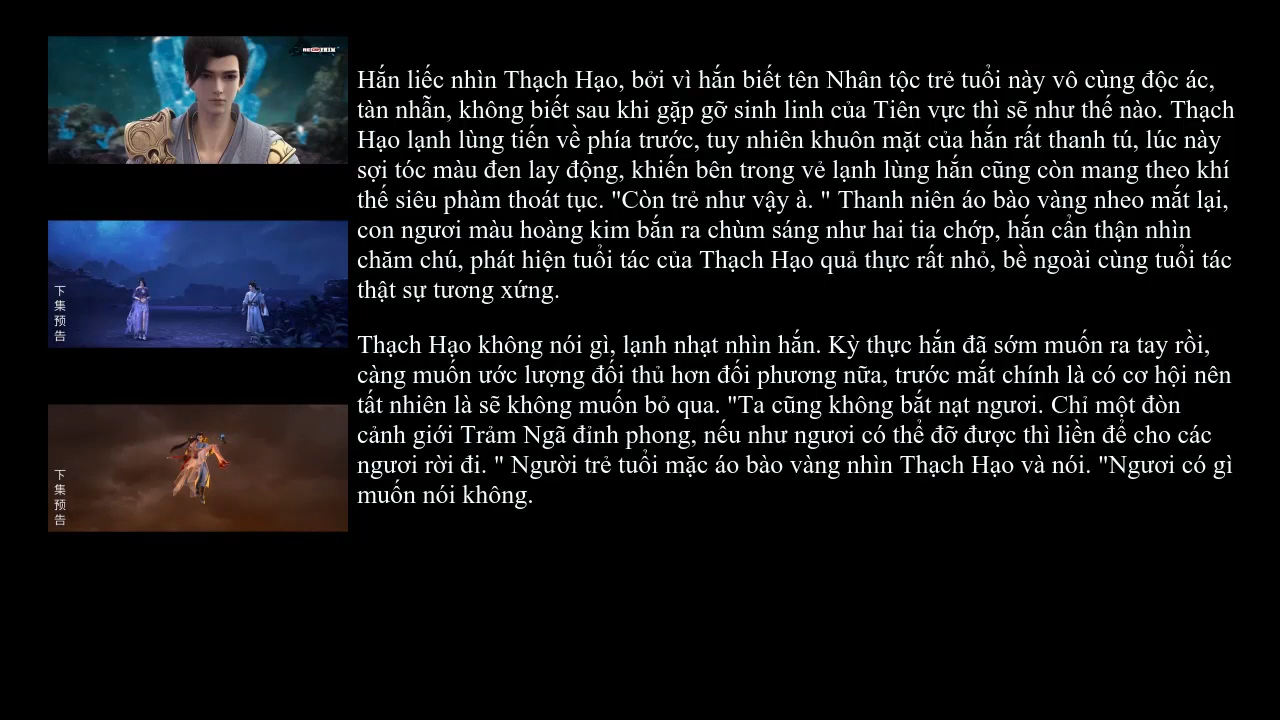 Hắn liếc nhìn Thạch Hạo, bởi vì hắn biết tên Nhân tộc trẻ tuổi này vô cùng độc ác,
tàn nhẫn, không biết sau khi gặp gỡ sinh linh của Tiên vực thì sẽ như thế nào. Thạch
Hạo lạnh lùng tiến về phía trước, tuy nhiên khuôn mặt của hắn rất thanh tú, lúc này
sợi tóc màu đen lay động, khiến bên trong vẻ lạnh lùng hắn cũng còn mang theo khí
thế siêu phàm thoát tục. "Còn trẻ như vậy à. " Thanh niên áo bào vàng nheo mắt lại,
con ngươi màu hoàng kim bắn ra chùm sáng như hai tia chớp, hắn cẩn thận nhìn
chăm chú, phát hiện tuổi tác của Thạch Hạo quả thực rất nhỏ, bề ngoài cùng tuổi tác
thật sự tương xứng.
Thạch Hạo không nói gì, lạnh nhạt nhìn hắn. Kỳ thực hắn đã sớm muốn ra tay rồi,
càng muốn ước lượng đối thủ hơn đối phương nữa, trước mắt chính là có cơ hội nên
tất nhiên là sẽ không muốn bỏ qua. "Ta cũng không bắt nạt ngươi. Chỉ một đòn
cảnh giới Trảm Ngã đỉnh phong, nếu như ngươi có thể đỡ được thì liền để cho các
ngươi rời đi. " Người trẻ tuổi mặc áo bào vàng nhìn Thạch Hạo và nói. "Ngươi có gì
muốn nói không.
下集预告
下集预告